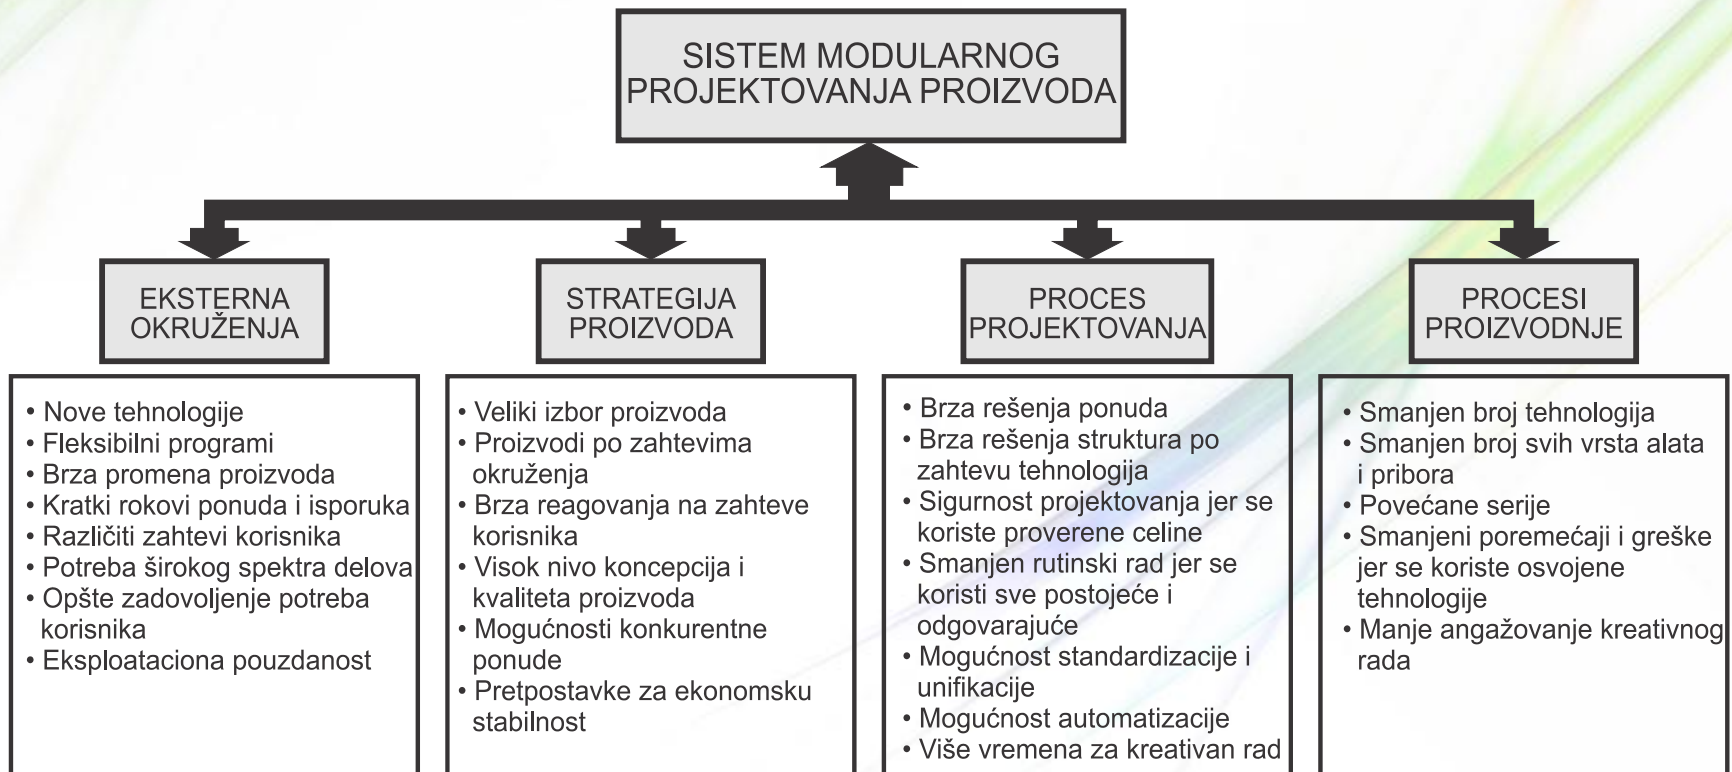 SISTEM MODULARNOG
PROJEKTOVANJA PROIZVODA
EKSTERNA
OKRUŽENJA
• Nove tehnologije
• Fleksibilni programi
• Brza promena proizvoda
• Kratki rokovi ponuda i isporuka
• Različiti zahtevi korisnika
• Potreba širokog spektra delova
• Opšte zadovoljenje potreba
korisnika
• Eksploataciona pouzdanost
STRATEGIJA
PROIZVODA
• Veliki izbor proizvoda
• Proizvodi po zahtevima
okruženja
• Brza reagovanja na zahteve
korisnika
• Visok nivo koncepcija i
kvaliteta proizvoda
• Mogućnosti konkurentne
ponude
• Pretpostavke za ekonomsku
stabilnost
PROCES
PROJEKTOVANJA
• Brza rešenja ponuda
• Brza rešenja struktura po
zahtevu tehnologija
• Sigurnost projektovanja jer se
koriste proverene celine
• Smanjen rutinski rad jer se
koristi sve postojeće i
odgovarajuće
• Mogućnost standardizacije i
unifikacije
• Mogućnost automatizacije
• Više vremena za kreativan rad
PROCESI
PROIZVODNJE
• Smanjen broj tehnologija
• Smanjen broj svih vrsta alata
i pribora
• Povećane serije
• Smanjeni poremećaji i greške
jer se koriste osvojene
tehnologije
• Manje angažovanje kreativnog
rada